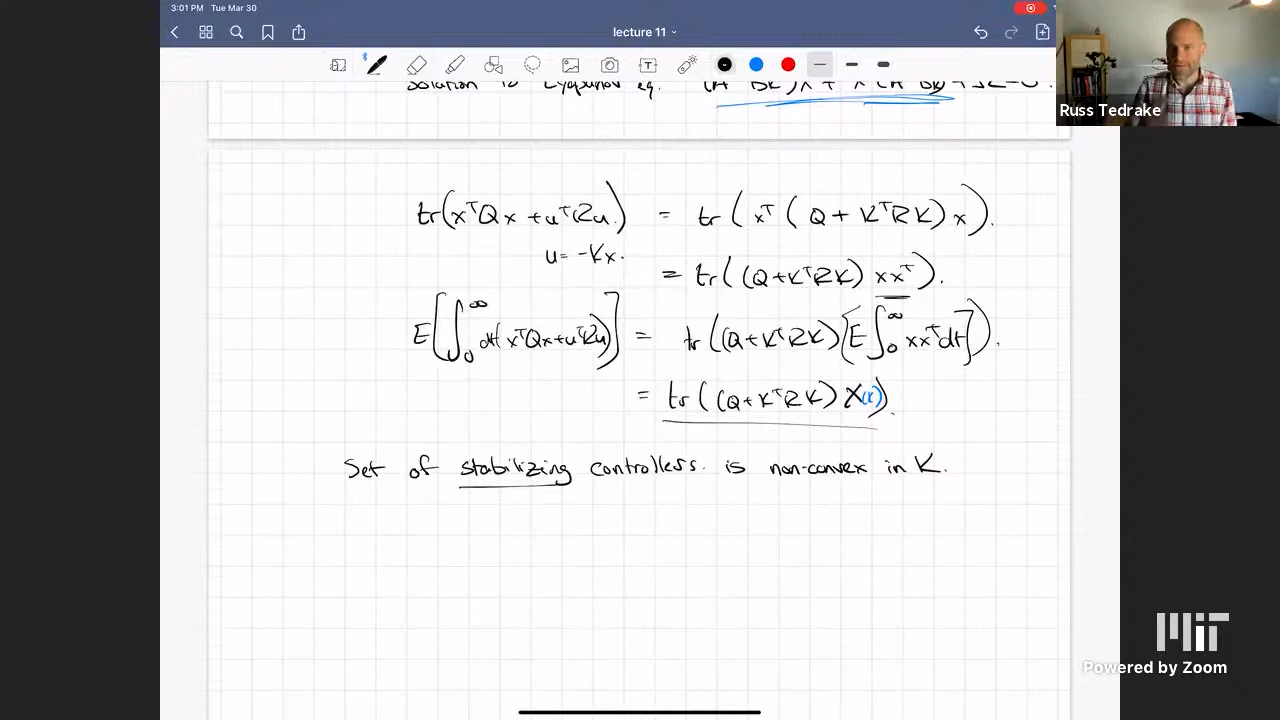 3:01 PM Tue Mar 30
lecture 11
Russ Tedrake
Solution to Lyapunov eq.
tr(xᵀQx + uᵀRu) = tr(xᵀ(Q + KᵀRK)x).
u = -Kx.
= tr((Q+KᵀRK) xxᵀ).
E[∫₀^∞ dt(xᵀQx+uᵀRu)] = tr((Q+KᵀRK)[E∫₀^∞ xxᵀdt]).
= tr((Q+KᵀRK) X(K)).
Set of stabilizing controllers. is non-convex in K.
MIT
Powered by Zoom